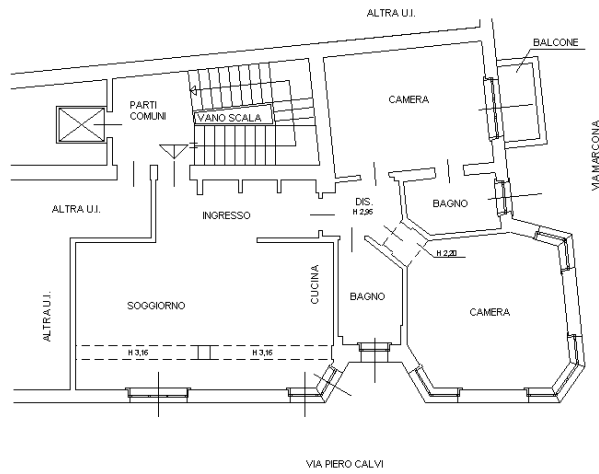 ALTRA U.I.
BALCONE
CAMERA
PARTI
COMUNI
VANO SCALA
VIA MARCONA
ALTRA U.I.
INGRESSO
DIS.
H 2,95
BAGNO
H 2,20
ALTRA U.I.
SOGGIORNO
CUCINA
BAGNO
CAMERA
H 3,16
H 3,16
VIA PIERO CALVI